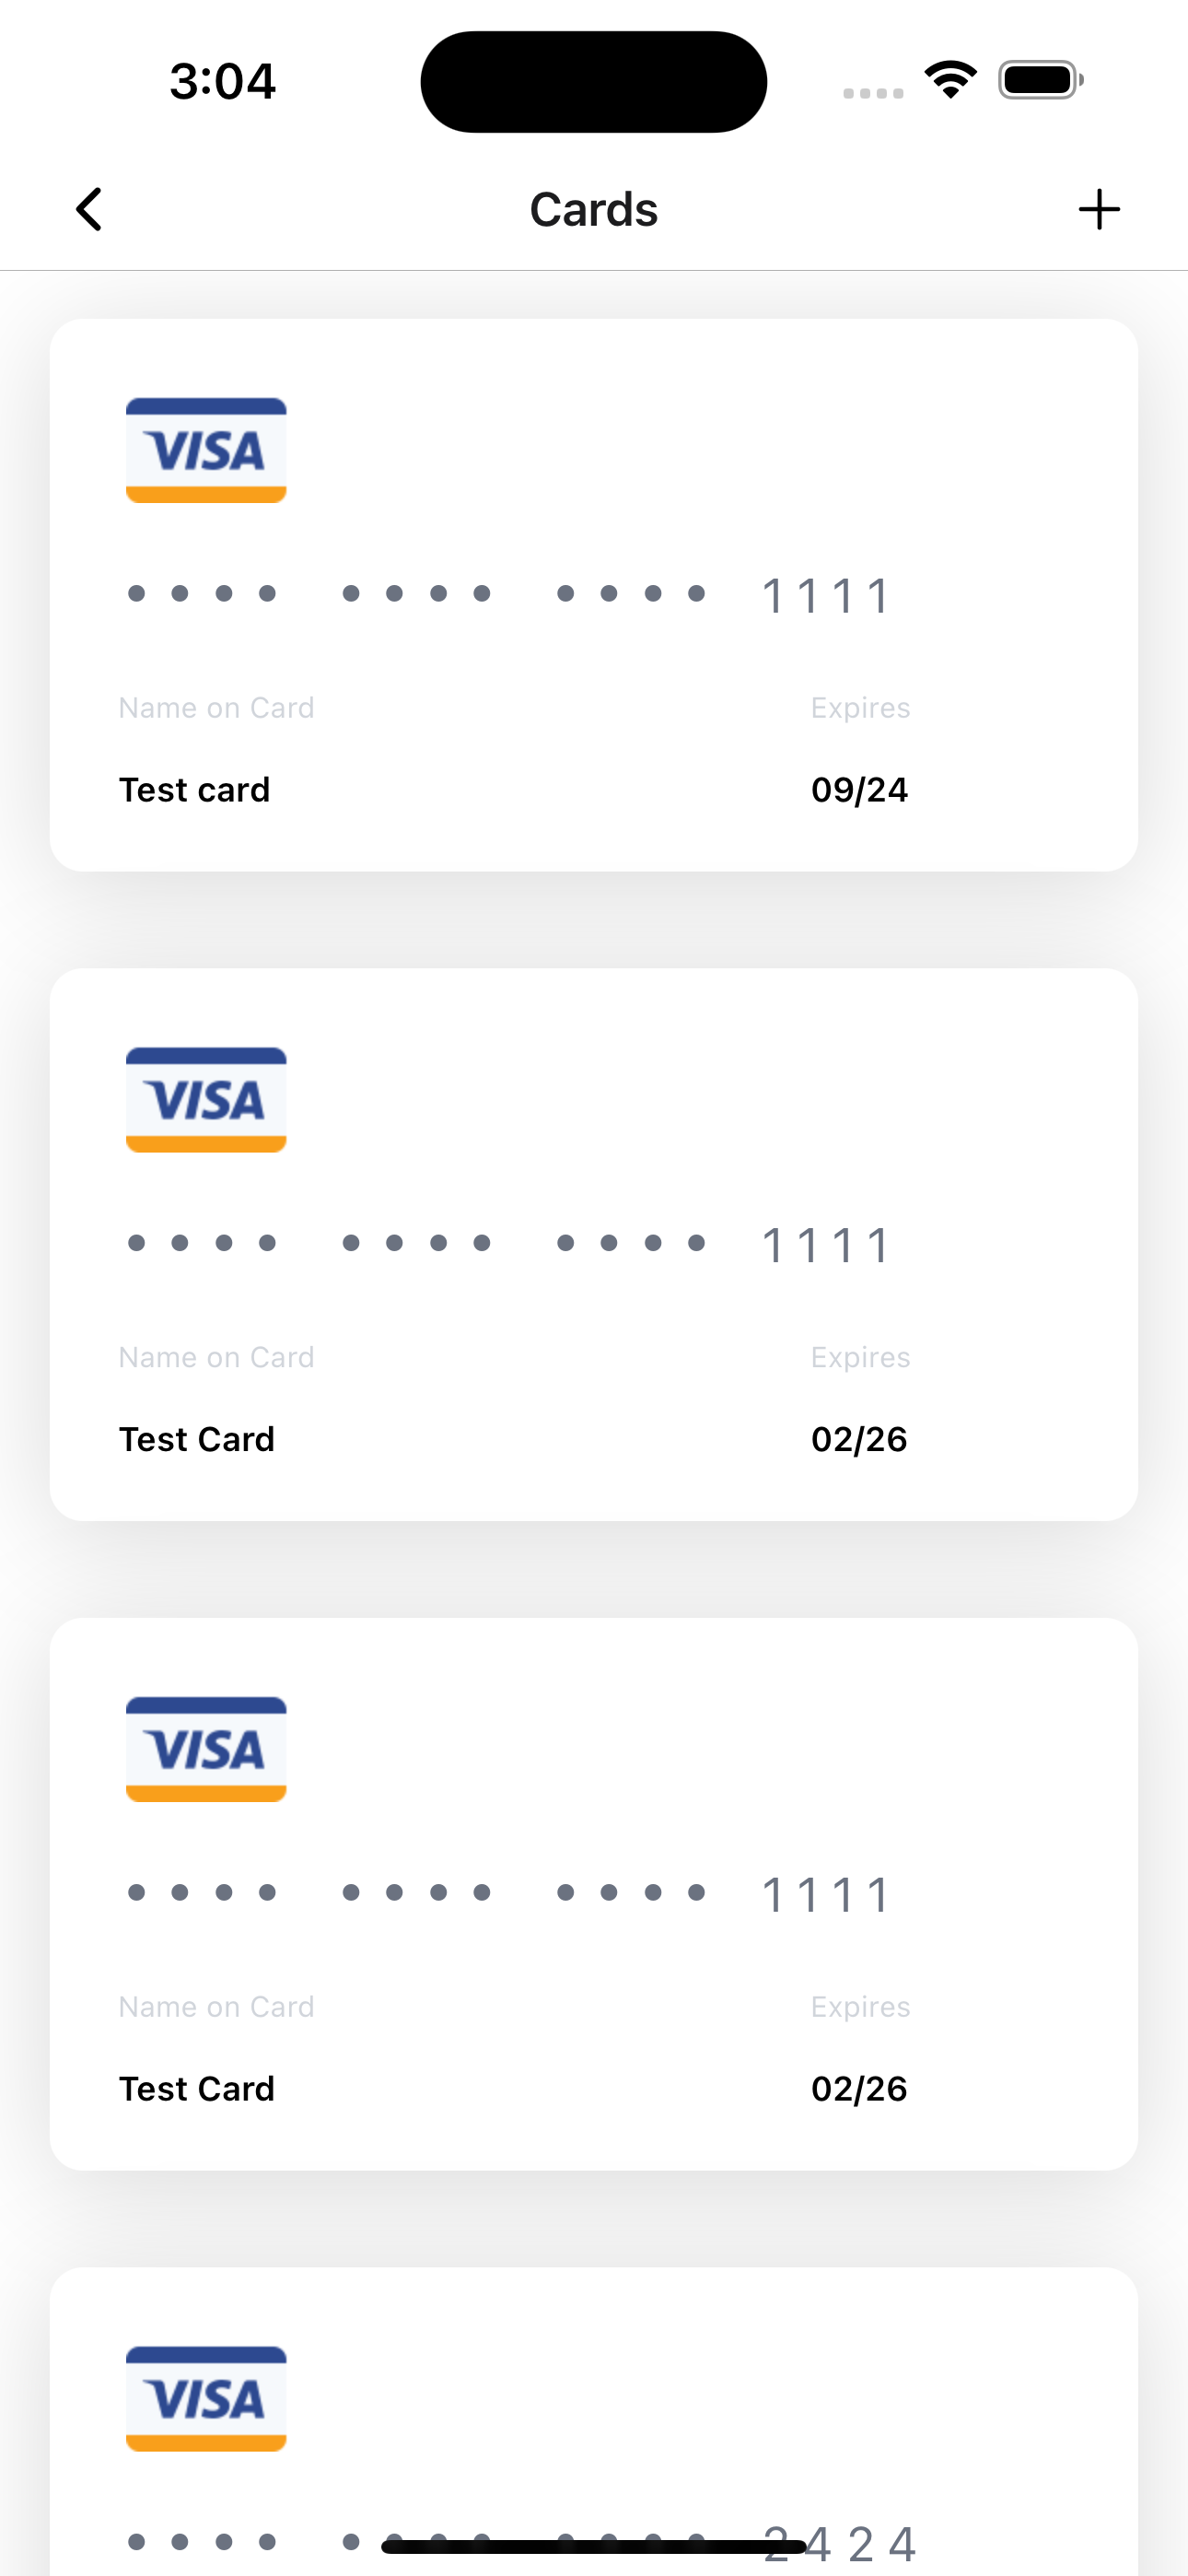 3:04
Cards
VISA
•••• •••• •••• 1111
Name on Card Expires
Test card 09/24
VISA
•••• •••• •••• 1111
Name on Card Expires
Test Card 02/26
VISA
•••• •••• •••• 1111
Name on Card Expires
Test Card 02/26
VISA
•••• •••• •••• 2424